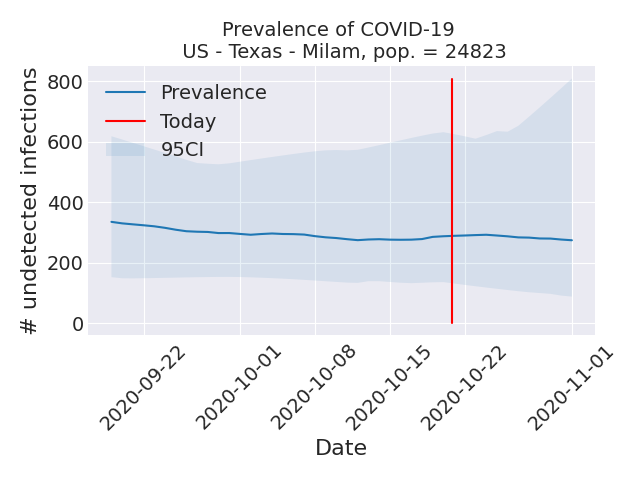 Prevalence of COVID-19
US - Texas - Milam, pop. = 24823
# undetected infections
800
600
400
200
0
Prevalence
Today
95CI
2020-09-22
2020-10-01
2020-10-08
2020-10-15
2020-10-22
2020-11-01
Date